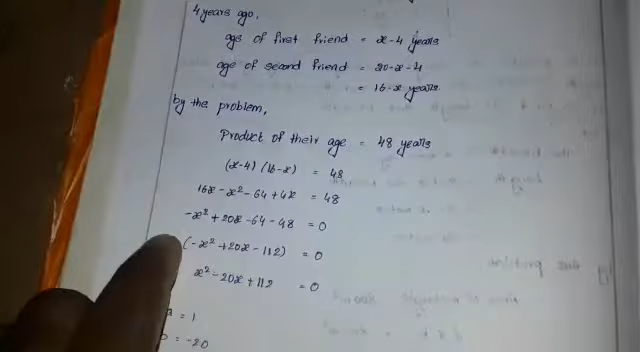 4 years ago,
age of first friend = x-4 years
age of second friend = 20-x-4
= 16-x years
by the problem,
Product of their age = 48 years
(x-4) (16-x) = 48
16x - x² - 64 + 4x = 48
-x² + 20x - 64 - 48 = 0
(-x² + 20x - 112) = 0
x² - 20x + 112 = 0
= 1
= -20